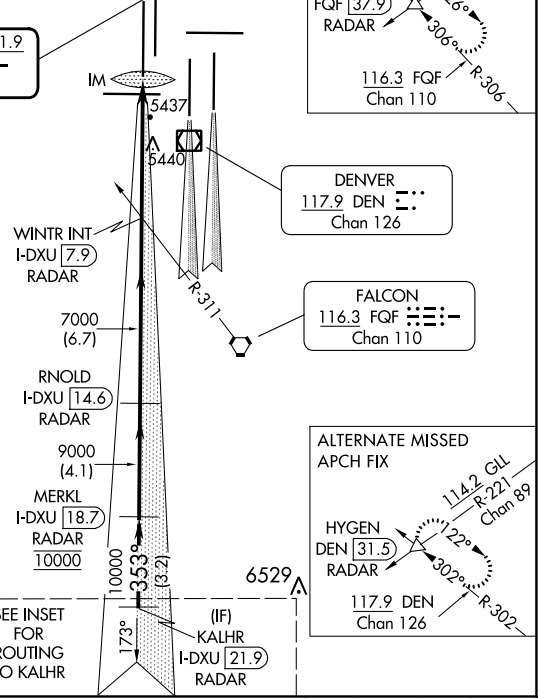 1.9
IM
5437
5440
FQF 37.9
RADAR
26°
306°
116.3 FQF
Chan 110
R-306
DENVER
117.9 DEN
Chan 126
WINTR INT
I-DXU 7.9
RADAR
R-311
FALCON
116.3 FQF
Chan 110
7000
(6.7)
RNOLD
I-DXU 14.6
RADAR
9000
(4.1)
MERKL
I-DXU 18.7
RADAR
10000
10000
353°
(3.2)
173°
6529
(IF)
KALHR
I-DXU 21.9
RADAR
SEE INSET
FOR
ROUTING
TO KALHR
ALTERNATE MISSED
APCH FIX
114.2 GLL
R-221
Chan 89
HYGEN
DEN 31.5
RADAR
122°
302°
117.9 DEN
Chan 126
R-302